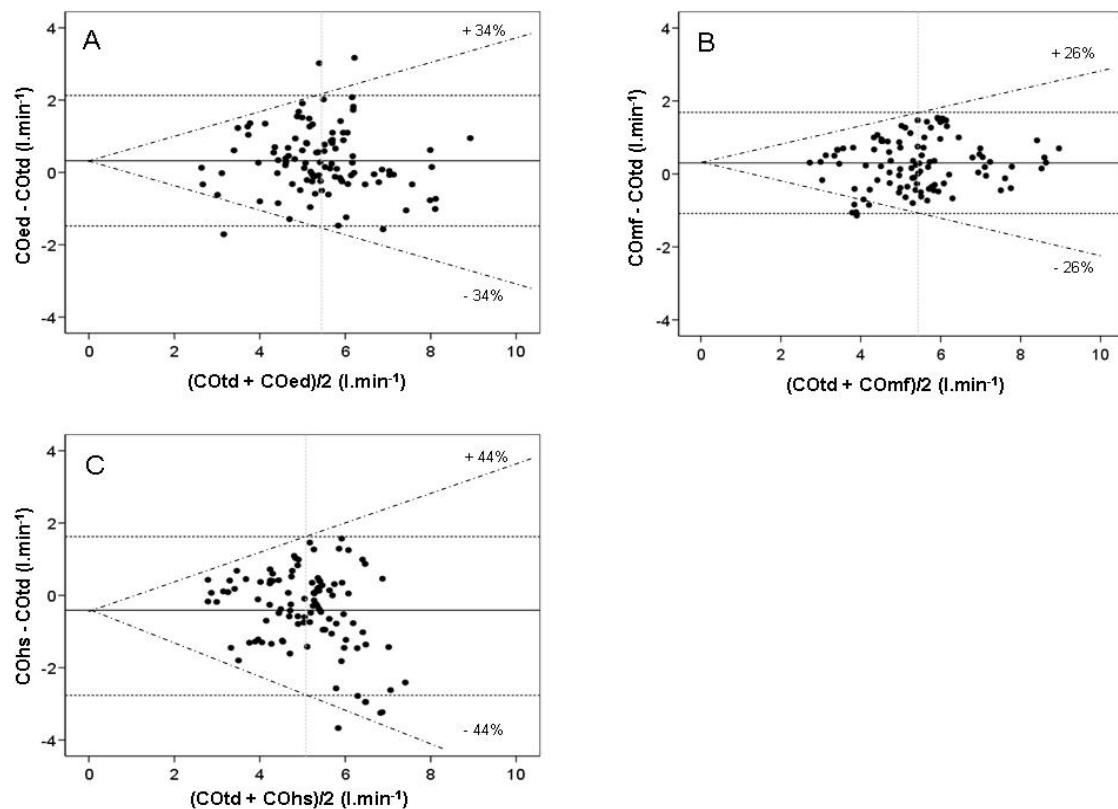 A
+ 34%
- 34%
COed - COtd (l.min⁻¹)
4
2
0
-2
-4
0 2 4 6 8 10
(COtd + COed)/2 (l.min⁻¹)
B
+ 26%
- 26%
COmf - COtd (l.min⁻¹)
4
2
0
-2
-4
0 2 4 6 8 10
(COtd + COmf)/2 (l.min⁻¹)
C
+ 44%
- 44%
COhs - COtd (l.min⁻¹)
4
2
0
-2
-4
0 2 4 6 8 10
(COtd + COhs)/2 (l.min⁻¹)